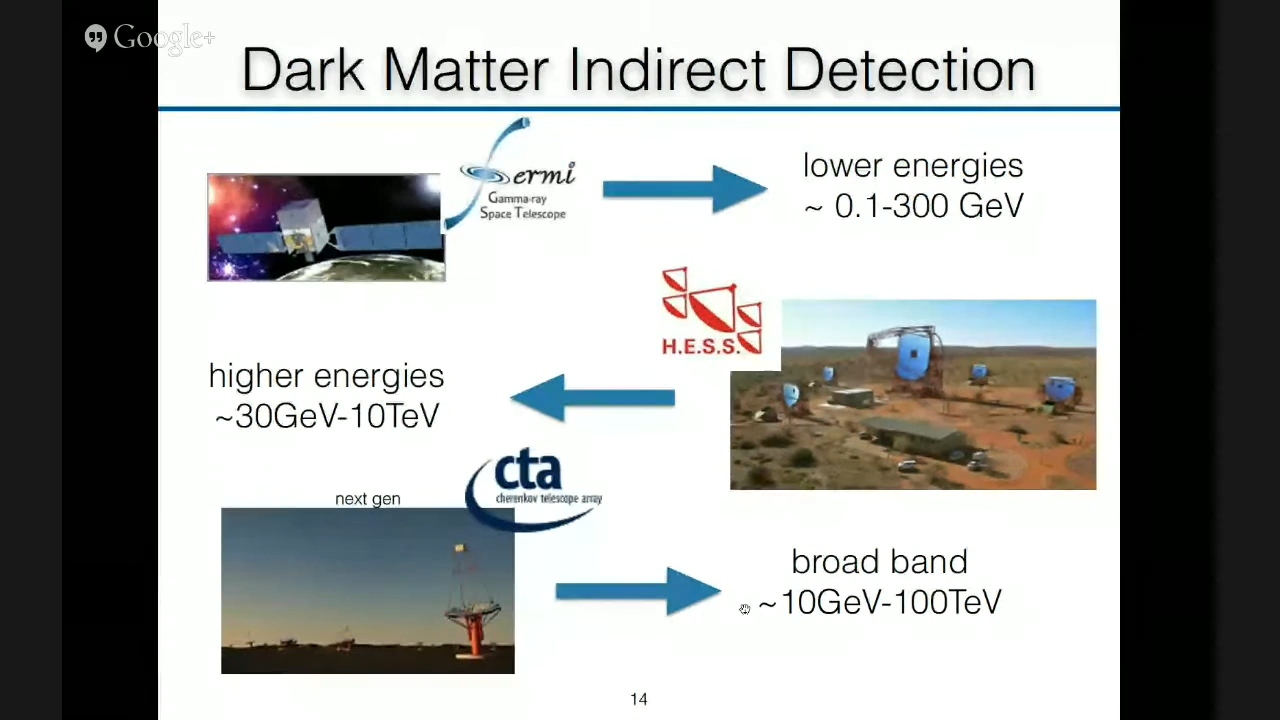 Google+
Dark Matter Indirect Detection
ermi
Gamma-ray
Space Telescope
lower energies
~ 0.1-300 GeV
H.E.S.S.
higher energies
~30GeV-10TeV
cta
cherenkov telescope array
next gen
broad band
~10GeV-100TeV
14